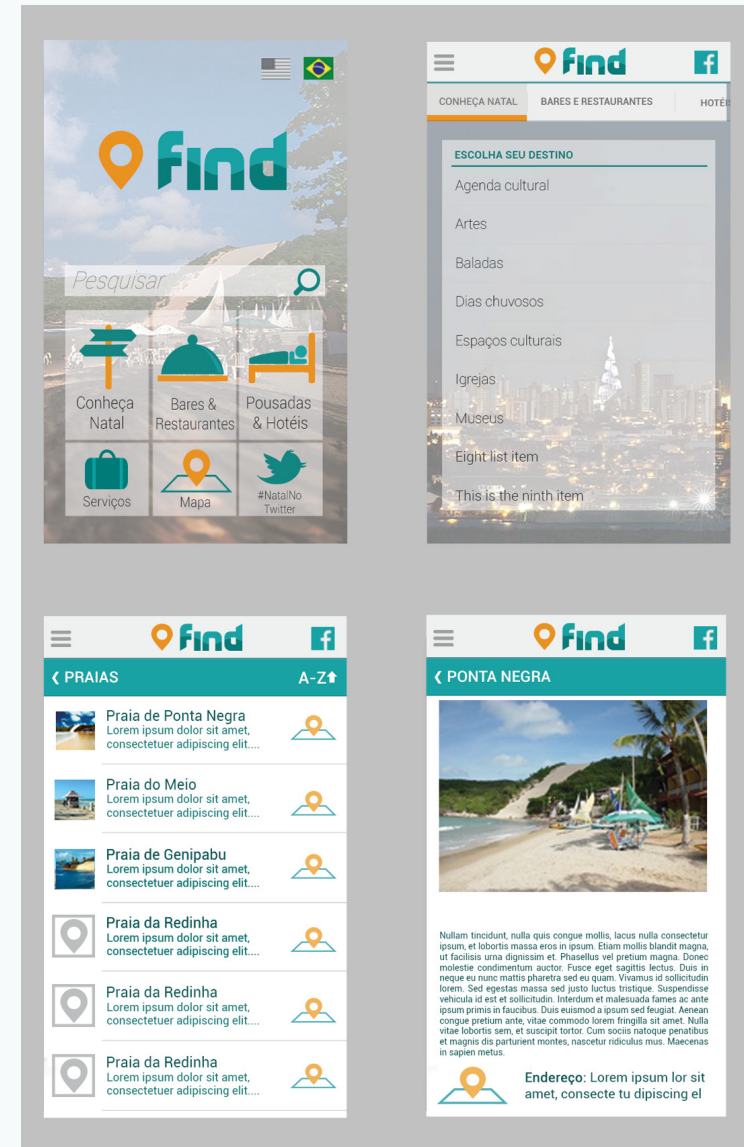 find
Pesquisar
Conheça
Natal
Bares &
Restaurantes
Pousadas
& Hotéis
Serviços
Mapa
#NatalNo
Twitter
find
f
CONHEÇA NATAL
BARES E RESTAURANTES
HOTÉIS
ESCOLHA SEU DESTINO
Agenda cultural
Artes
Baladas
Dias chuvosos
Espaços culturais
Igrejas
Museus
Eight list item
This is the ninth item
find
f
PRAIAS
A-Z
Praia de Ponta Negra
Lorem ipsum dolor sit amet,
consectetuer adipiscing elit....
Praia do Meio
Lorem ipsum dolor sit amet,
consectetuer adipiscing elit....
Praia de Genipabu
Lorem ipsum dolor sit amet,
consectetuer adipiscing elit....
Praia da Redinha
Lorem ipsum dolor sit amet,
consectetuer adipiscing elit....
Praia da Redinha
Lorem ipsum dolor sit amet,
consectetuer adipiscing elit....
Praia da Redinha
Lorem ipsum dolor sit amet,
consectetuer adipiscing elit....
find
f
PONTA NEGRA
Nullam tincidunt, nulla quis congue mollis, lacus nulla consectetur
ipsum, et lobortis massa eros in ipsum. Etiam mollis blandit magna,
ut facilisis urna dignissim et. Phasellus vel pretium magna. Donec
molestie condimentum auctor. Fusce eget sagittis lectus. Duis in
neque eu nunc mattis pharetra sed eu quam. Vivamus id sollicitudin
lorem. Sed egestas massa sed justo luctus tristique. Suspendisse
vehicula id est et sollicitudin. Interdum et malesuada fames ac ante
ipsum primis in faucibus. Duis euismod a ipsum sed feugiat. Aenean
congue pretium ante, vitae commodo lorem fringilla sit amet. Nulla
vitae lobortis sem, et suscipit tortor. Cum sociis natoque penatibus
et magnis dis parturient montes, nascetur ridiculus mus. Maecenas
in sapien metus.
Endereço: Lorem ipsum lor sit
amet, consecte tu dipiscing el